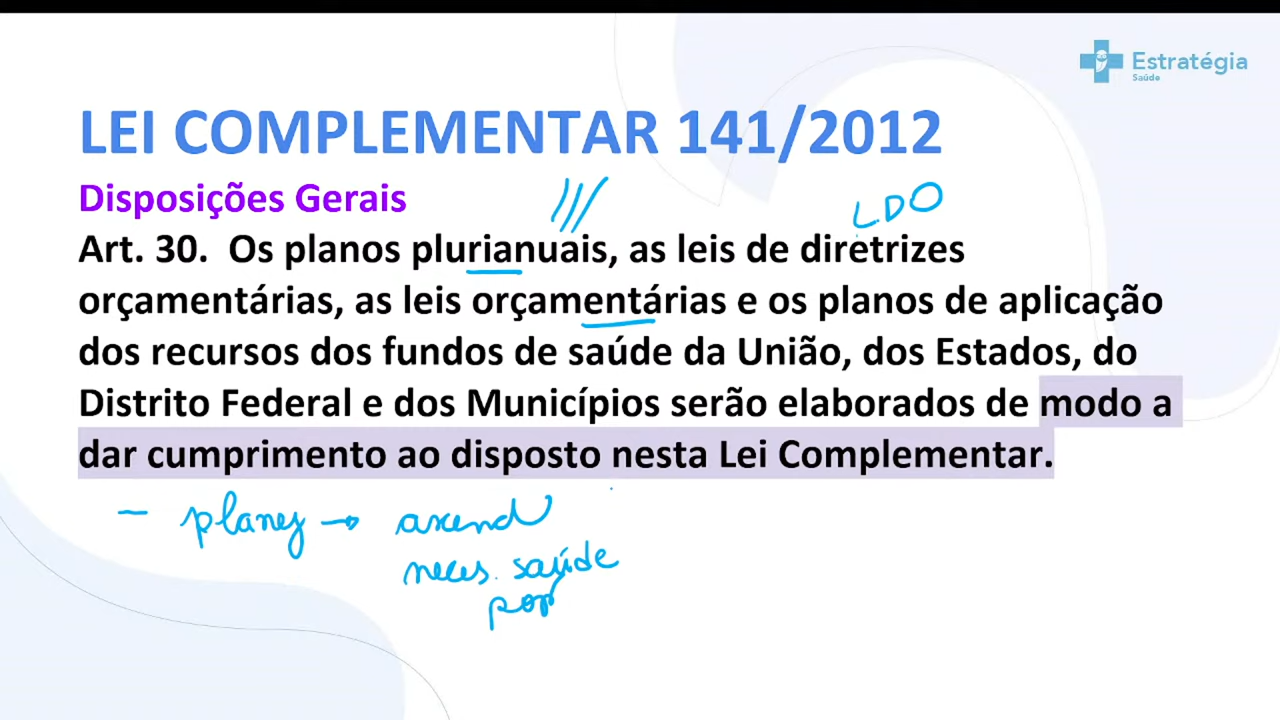 Estratégia
Saúde
LEI COMPLEMENTAR 141/2012
Disposições Gerais
LDO
Art. 30. Os planos plurianuais, as leis de diretrizes
orçamentárias, as leis orçamentárias e os planos de aplicação
dos recursos dos fundos de saúde da União, dos Estados, do
Distrito Federal e dos Municípios serão elaborados de modo a
dar cumprimento ao disposto nesta Lei Complementar.
- planej →
neces. saúde
pop